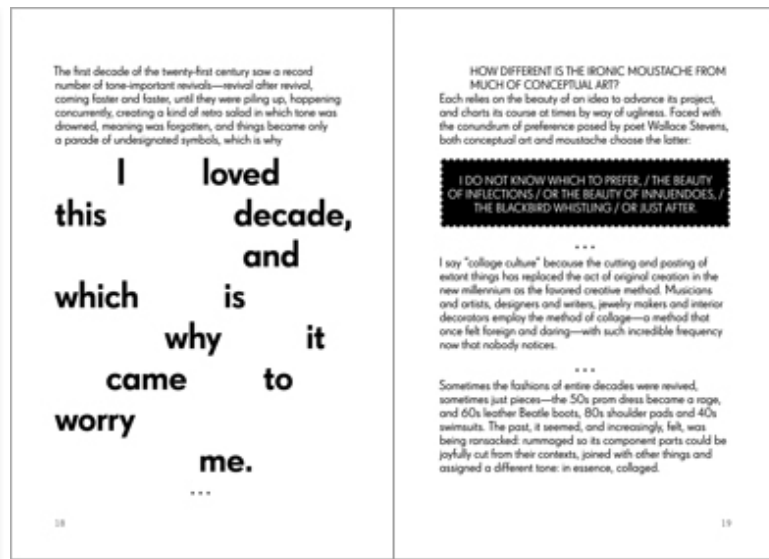 The first decade of the twenty-first century saw a record
number of tone-important revivals—revival after revival,
coming faster and faster, until they were piling up, happening
concurrently, creating a kind of retro salad in which tone was
drowned, meaning was forgotten, and things became only
a parade of undesignated symbols, which is why
I loved
this decade,
and
which is
why it
came to
worry
me.
...
18
HOW DIFFERENT IS THE IRONIC MOUSTACHE FROM
MUCH OF CONCEPTUAL ART?
Each relies on the beauty of an idea to advance its project,
and charts its course at times by way of ugliness. Faced with
the conundrum of preference posed by poet Wallace Stevens,
both conceptual art and moustache choose the latter:
I DO NOT KNOW WHICH TO PREFER, / THE BEAUTY
OF INFLECTIONS / OR THE BEAUTY OF INNUENDOES, /
THE BLACKBIRD WHISTLING / OR JUST AFTER.
...
I say "collage culture" because the cutting and pasting of
extant things has replaced the act of original creation in the
new millennium as the favored creative method. Musicians
and artists, designers and writers, jewelry makers and interior
decorators employ the method of collage—a method that
once felt foreign and daring—with such incredible frequency
now that nobody notices.
...
Sometimes the fashions of entire decades were revived,
sometimes just pieces—the 50s prom dress became a rage,
and 60s leather Beatle boots, 80s shoulder pads and 40s
swimsuits. The past, it seemed, and increasingly, felt, was
being ransacked: rummaged so its component parts could be
joyfully cut from their contexts, joined with other things and
assigned a different tone: in essence, collaged.
19